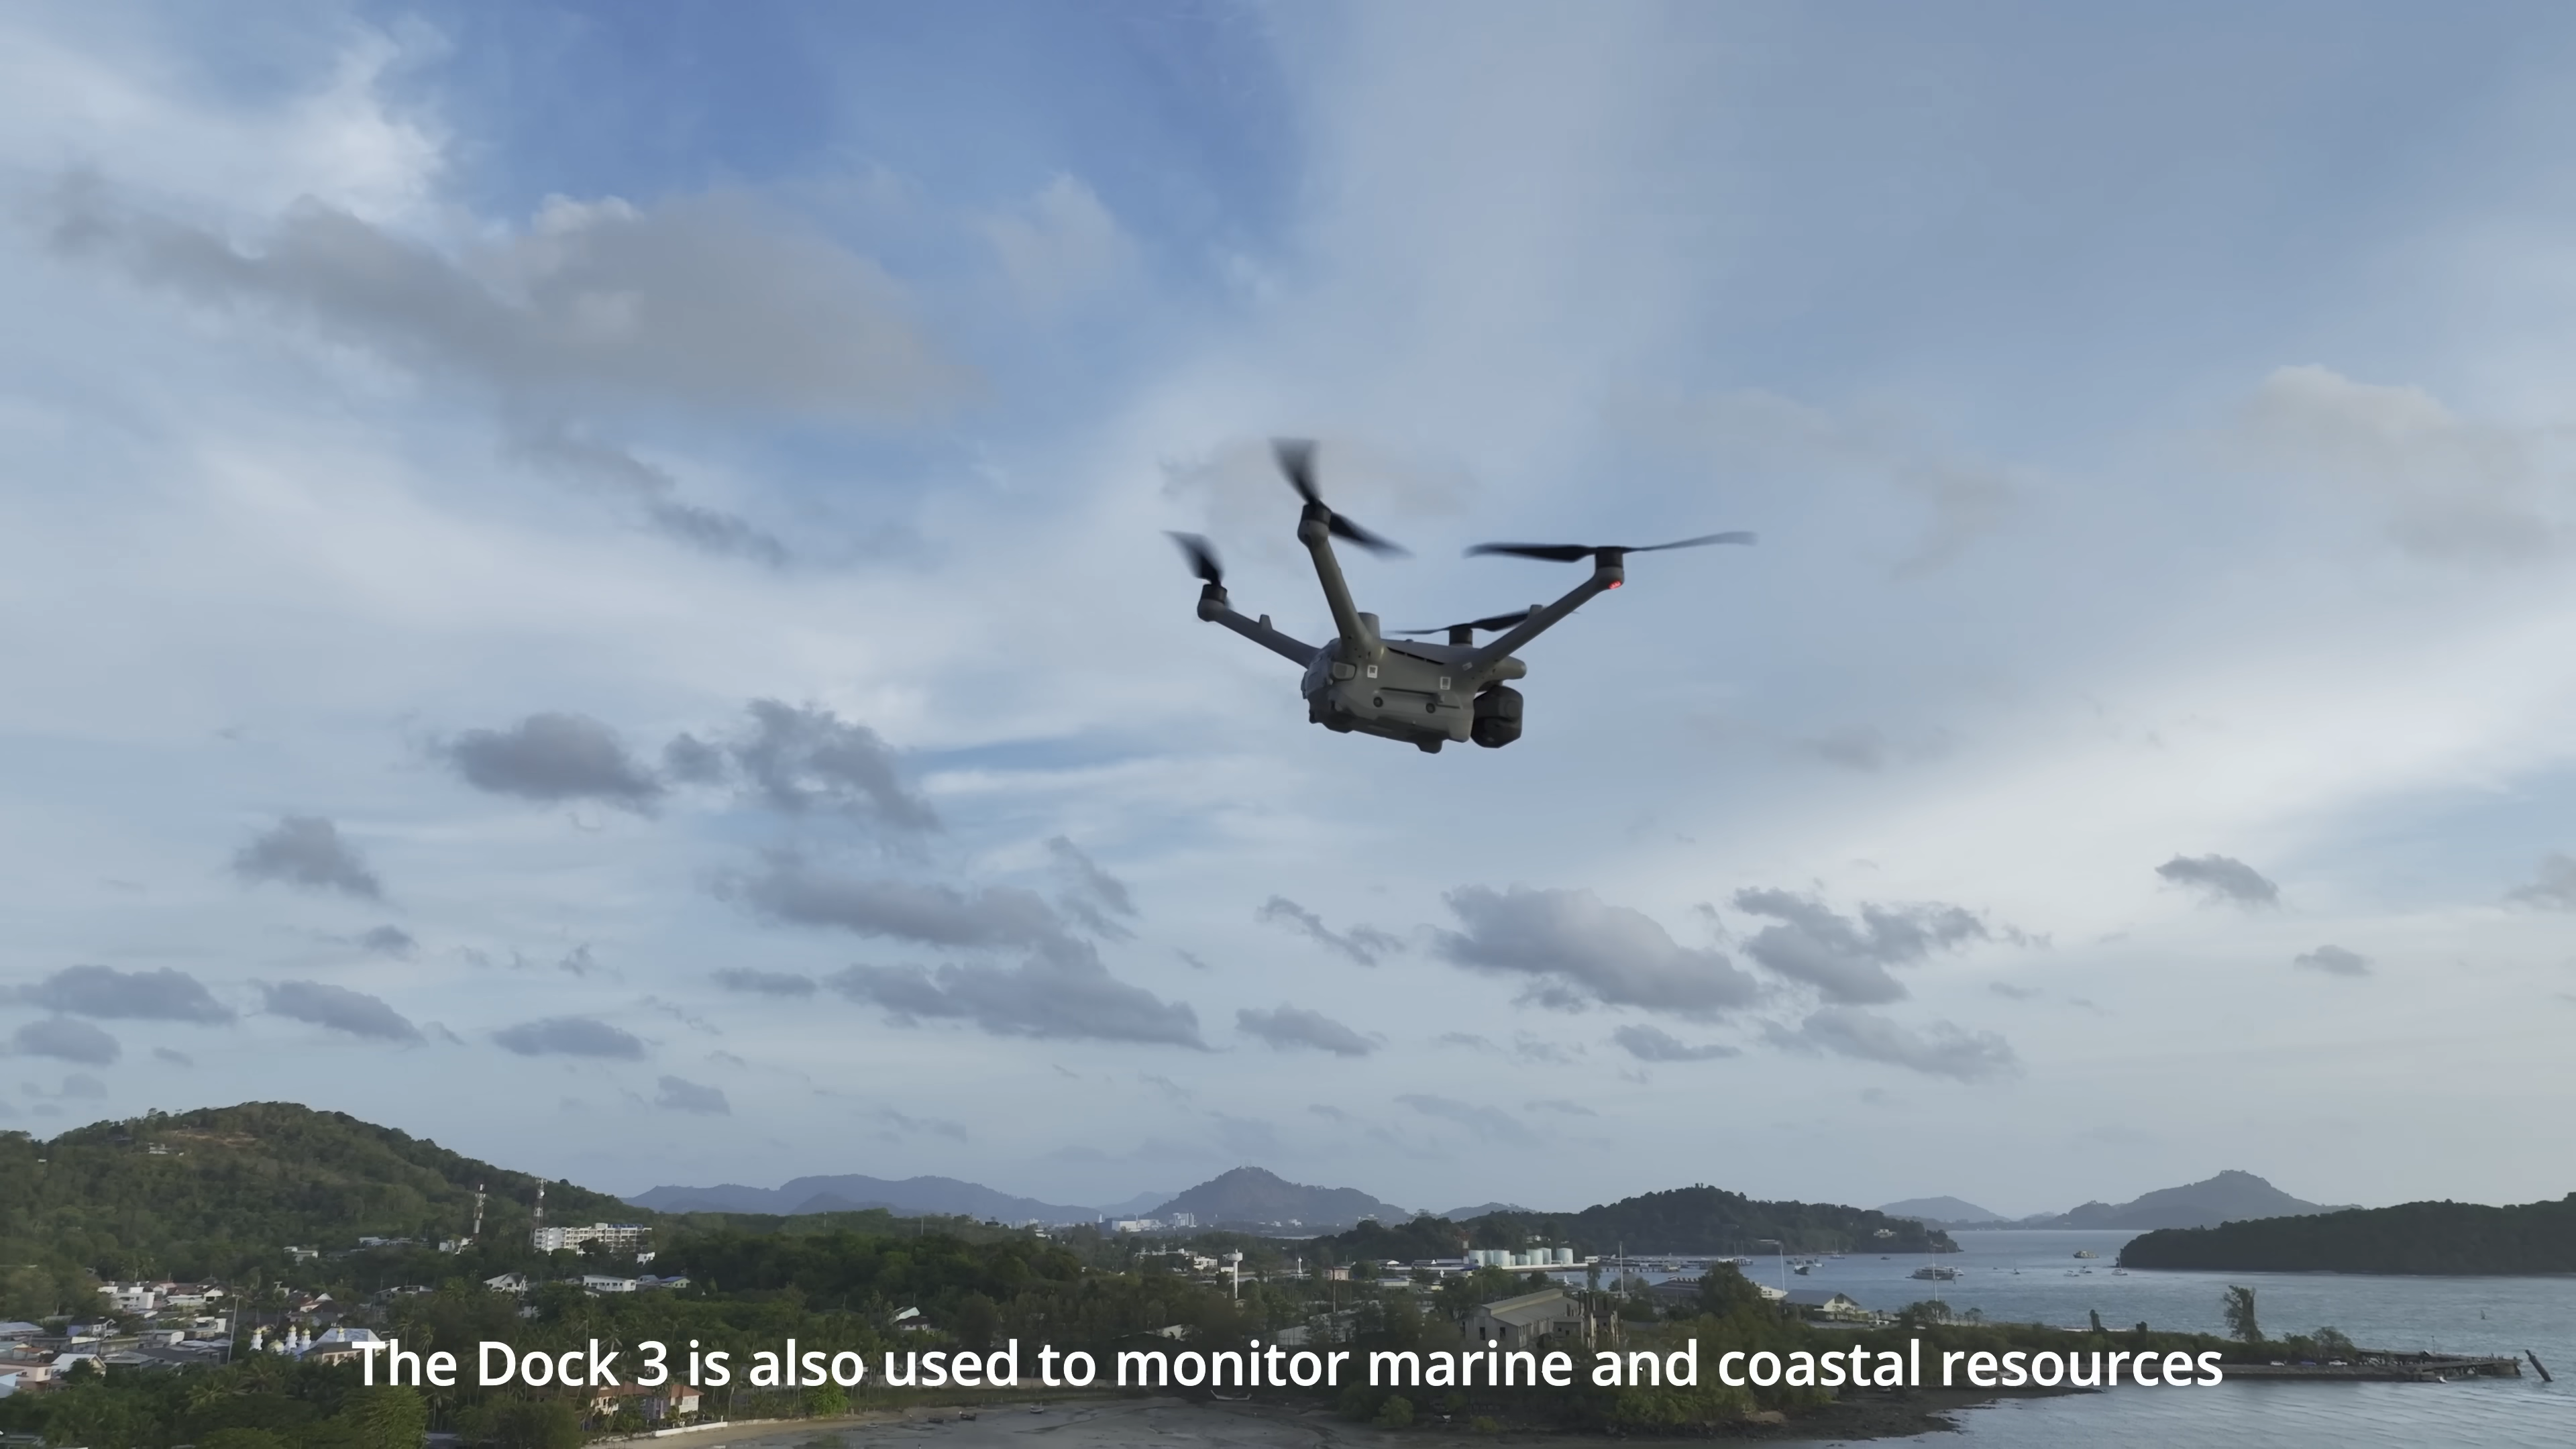 The Dock 3 is also used to monitor marine and coastal resources